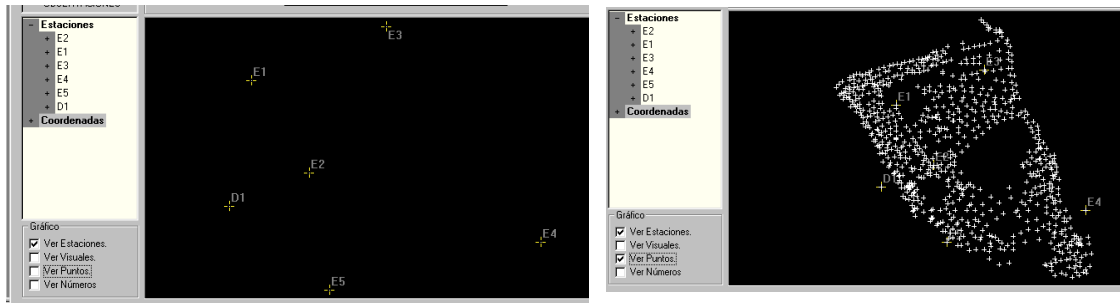 Estaciones
E2
E1
E3
E4
E5
D1
Coordenadas
Gráfico
Ver Estaciones.
Ver Visuales.
Ver Puntos.
Ver Números
E3
E1
E2
D1
E4
E5
Estaciones
E2
E1
E3
E4
E5
D1
Coordenadas
Gráfico
Ver Estaciones.
Ver Visuales.
Ver Puntos.
Ver Números
E3
E1
E2
D1
E4